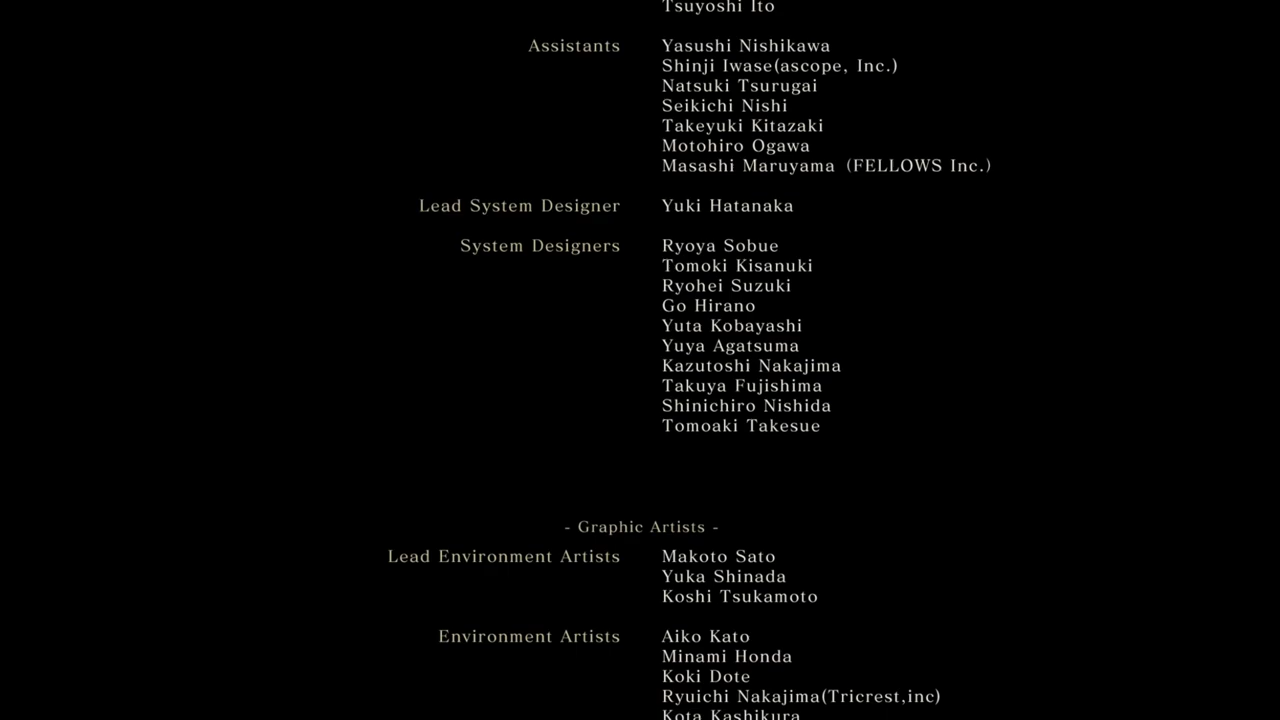 Tsuyoshi Ito
Assistants Yasushi Nishikawa
Shinji Iwase(ascope, Inc.)
Natsuki Tsurugai
Seikichi Nishi
Takeyuki Kitazaki
Motohiro Ogawa
Masashi Maruyama (FELLOWS Inc.)
Lead System Designer Yuki Hatanaka
System Designers Ryoya Sobue
Tomoki Kisanuki
Ryohei Suzuki
Go Hirano
Yuta Kobayashi
Yuya Agatsuma
Kazutoshi Nakajima
Takuya Fujishima
Shinichiro Nishida
Tomoaki Takesue
- Graphic Artists -
Lead Environment Artists Makoto Sato
Yuka Shinada
Koshi Tsukamoto
Environment Artists Aiko Kato
Minami Honda
Koki Dote
Ryuichi Nakajima(Tricrest,inc)
Kota Kashikura